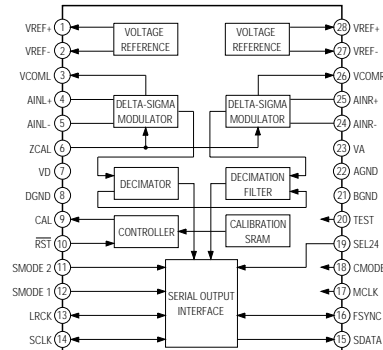 VREF+ 1
VREF- 2
VCOML 3
AINL+ 4
AINL- 5
ZCAL 6
VD 7
DGND 8
CAL 9
RST 10
SMODE 2 11
SMODE 1 12
LRCK 13
SCLK 14
VOLTAGE
REFERENCE
VOLTAGE
REFERENCE
DELTA-SIGMA
MODULATOR
DELTA-SIGMA
MODULATOR
DECIMATOR
DECIMATION
FILTER
CONTROLLER
CALIBRATION
SRAM
SERIAL OUTPUT
INTERFACE
28 VREF+
27 VREF-
26 VCOMR
25 AINR+
24 AINR-
23 VA
22 AGND
21 BGND
20 TEST
19 SEL24
18 CMODE
17 MCLK
16 FSYNC
15 SDATA